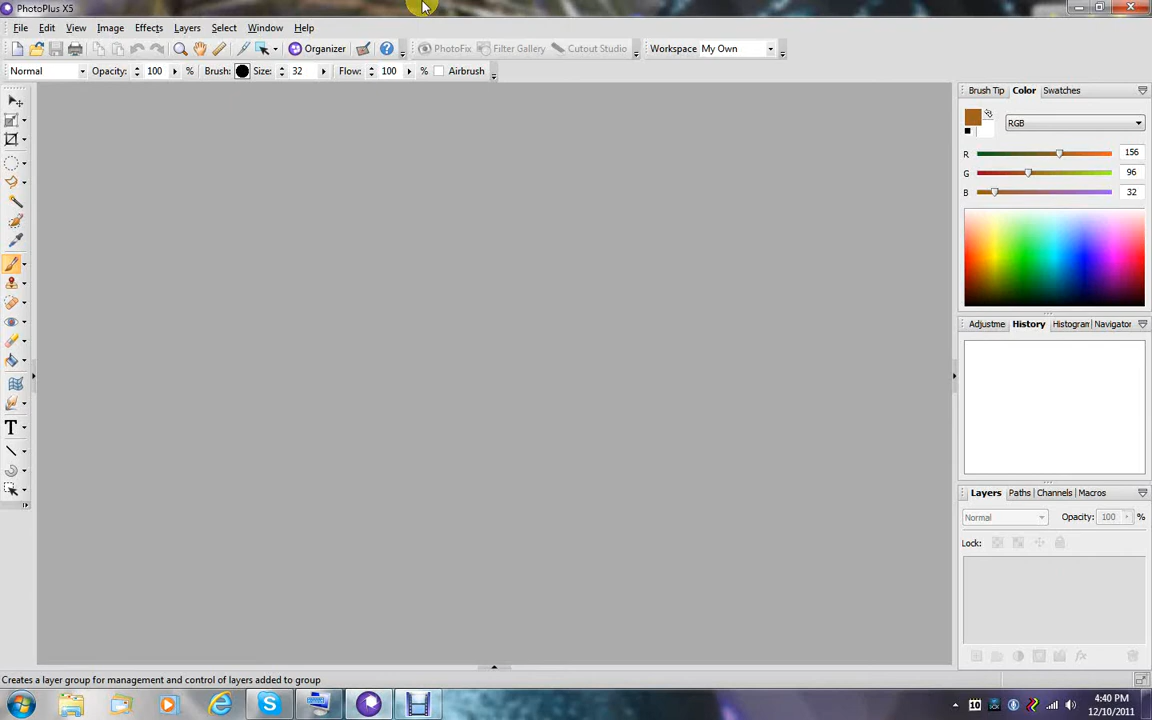 PhotoPlus X5
File Edit View Image Effects Layers Select Window Help
Organizer PhotoFix Filter Gallery Cutout Studio Workspace My Own
Normal Opacity: 100 % Brush: Size: 32 Flow: 100 % Airbrush
Brush Tip Color Swatches
RGB
R 156
G 96
B 32
Adjustme History Histogram Navigator
Layers Paths Channels Macros
Normal Opacity: 100 %
Lock:
Creates a layer group for management and control of layers added to group
4:40 PM
12/10/2011